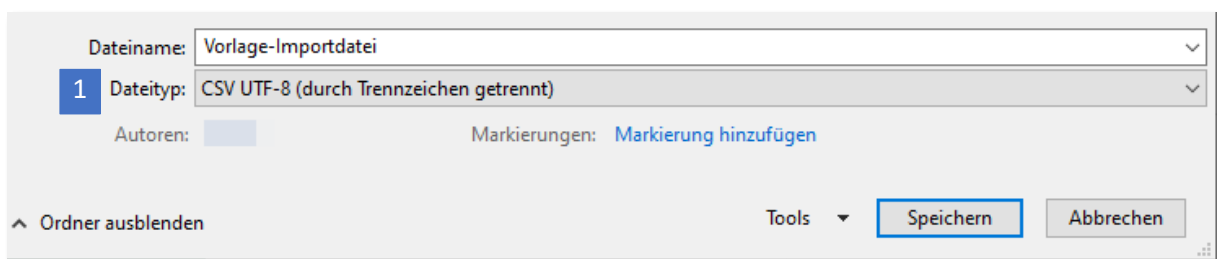 Dateiname: Vorlage-Importdatei
1 Dateityp: CSV UTF-8 (durch Trennzeichen getrennt)
Autoren: Markierungen: Markierung hinzufügen
Ordner ausblenden Tools Speichern Abbrechen